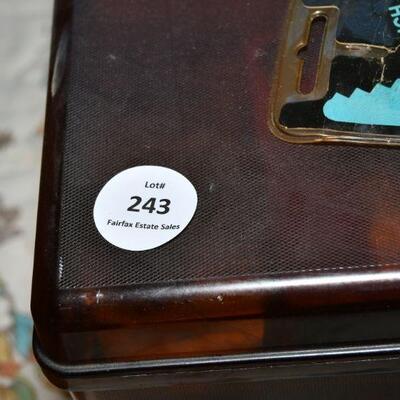 Lot#
243
Fairfax Estate Sales